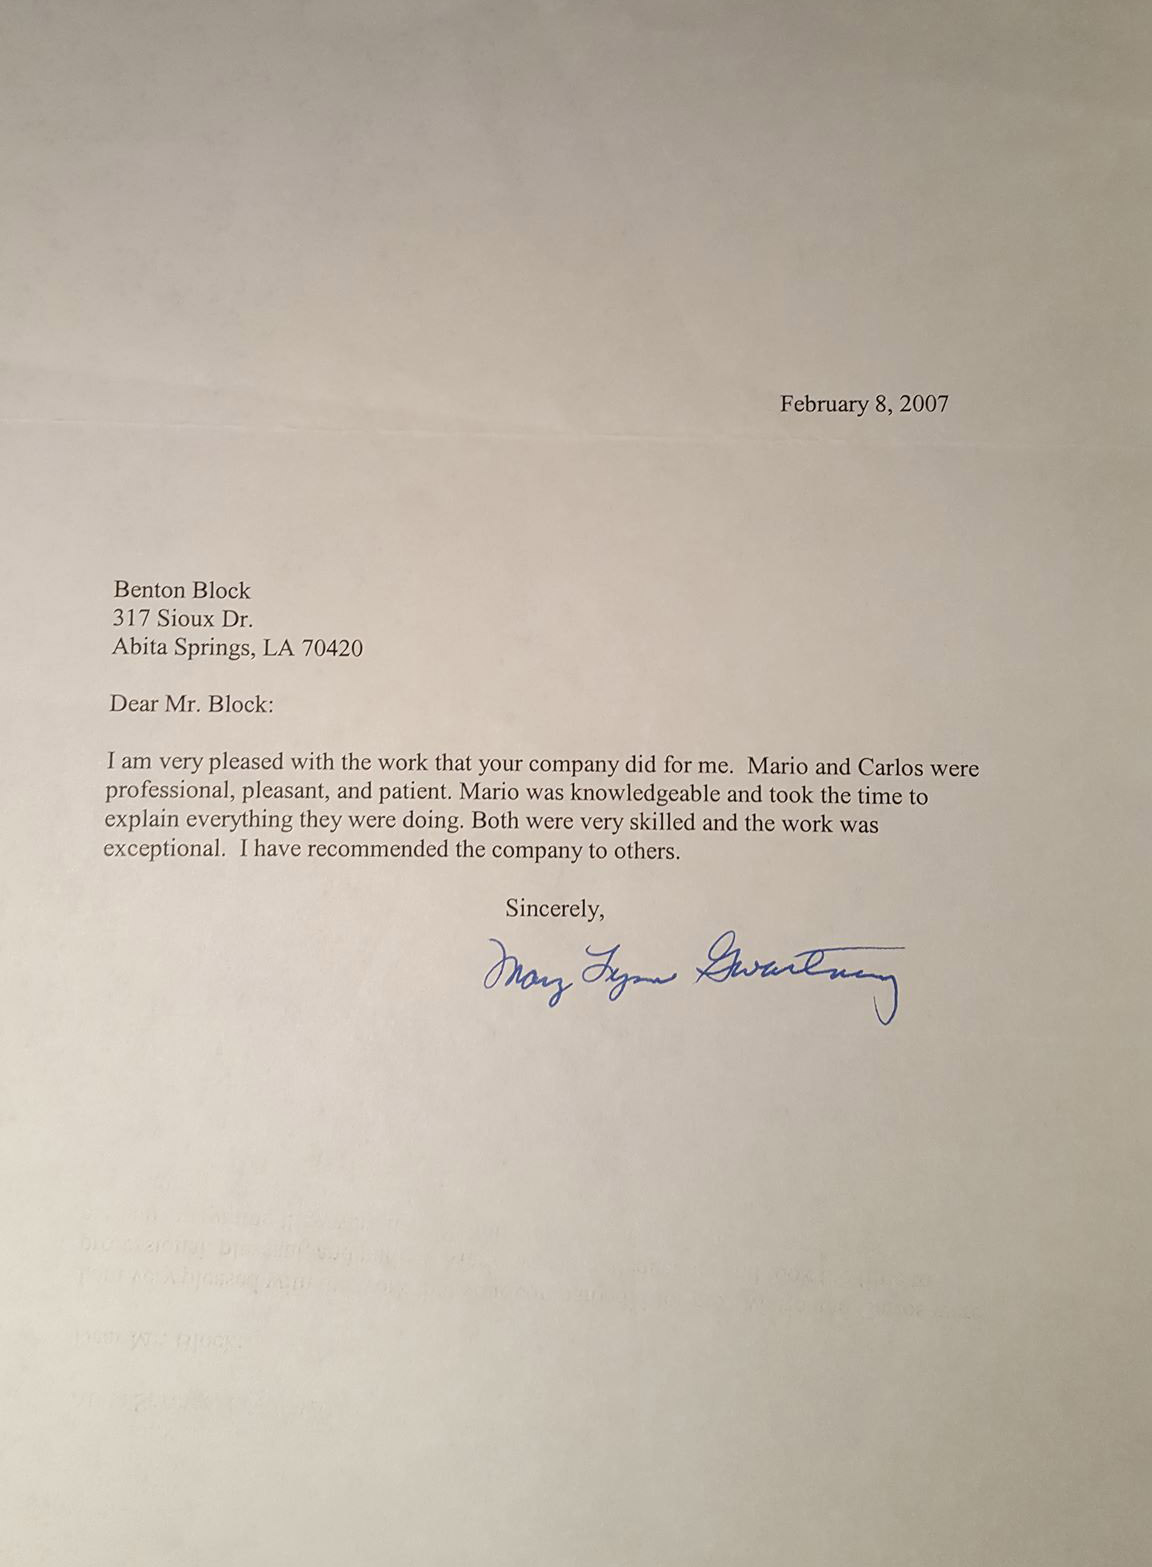 February 8, 2007
Benton Block
317 Sioux Dr.
Abita Springs, LA 70420
Dear Mr. Block:
I am very pleased with the work that your company did for me.  Mario and Carlos were
professional, pleasant, and patient. Mario was knowledgeable and took the time to
explain everything they were doing. Both were very skilled and the work was
exceptional.  I have recommended the company to others.
Sincerely,
Mary Lynn Gwartney